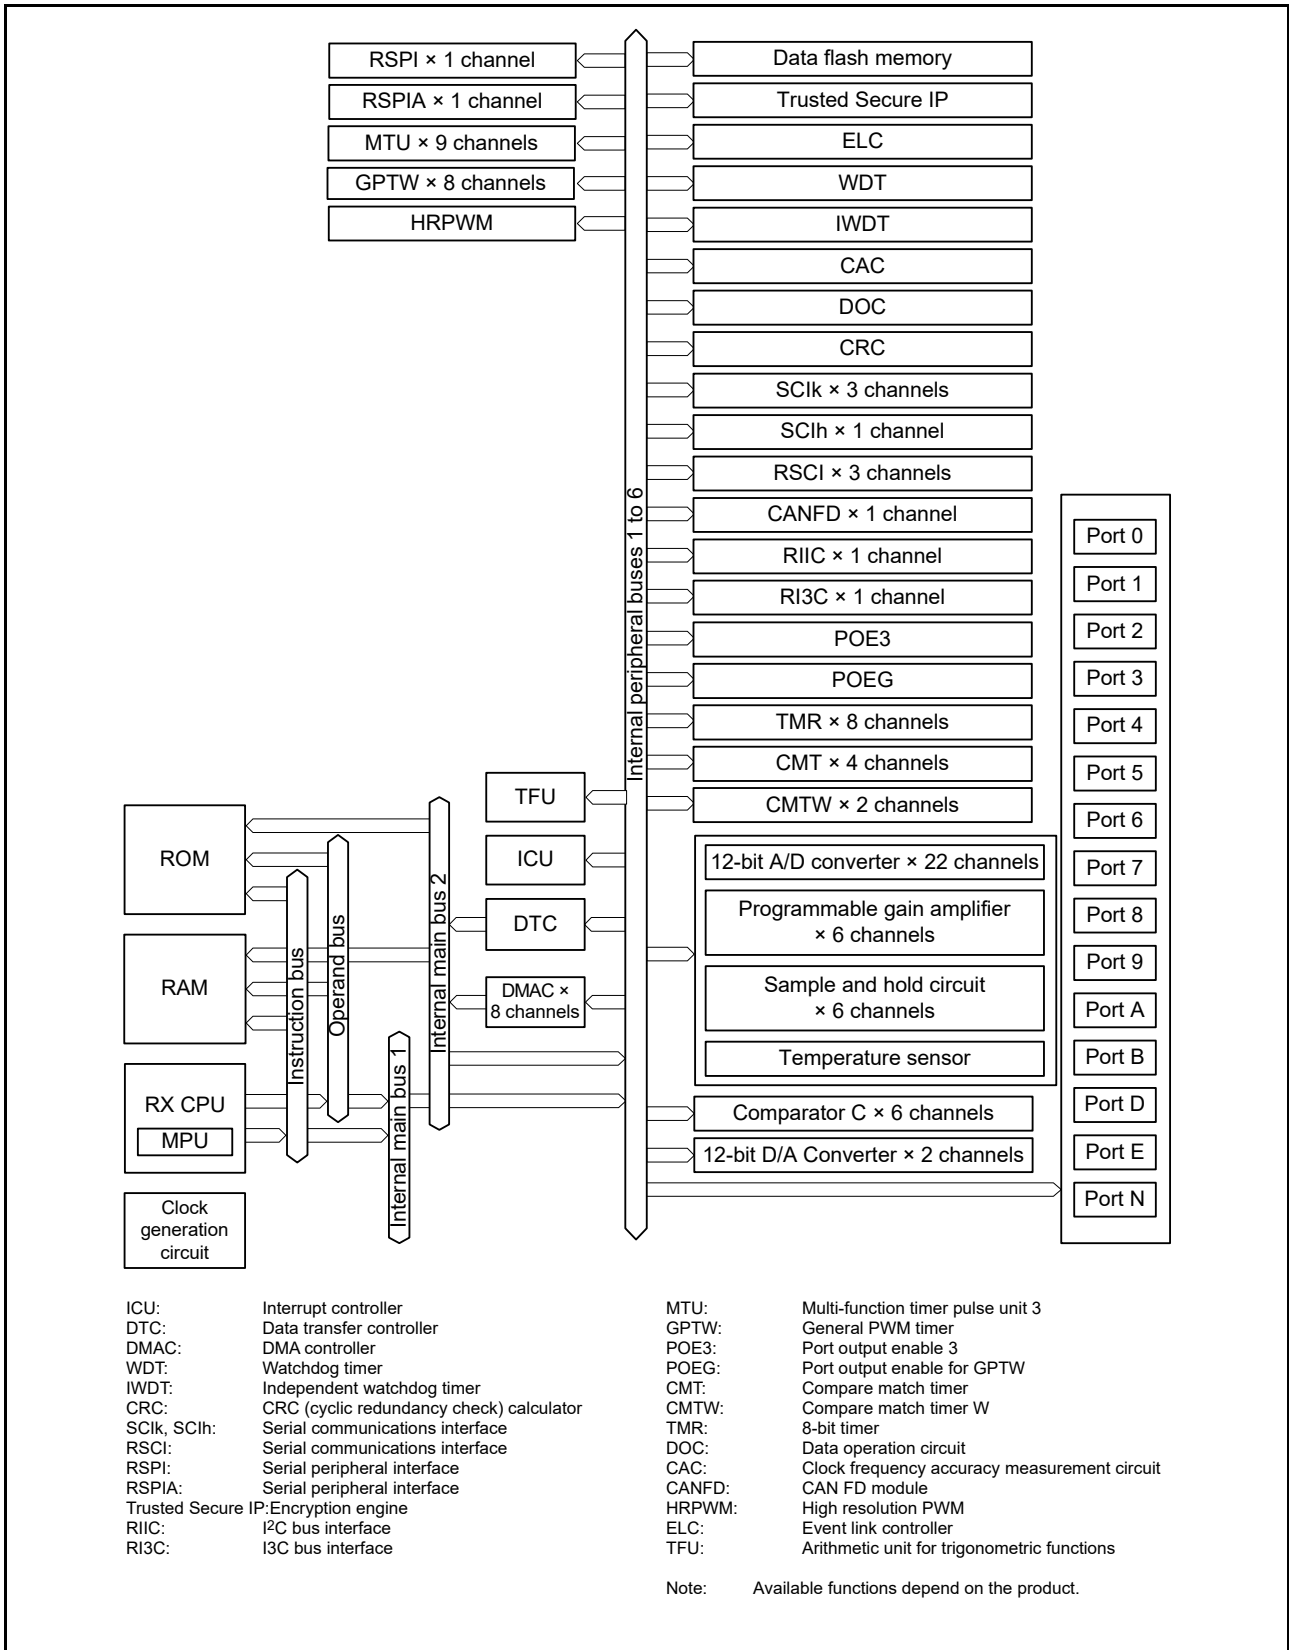 RSPI × 1 channel
RSPIA × 1 channel
MTU × 9 channels
GPTW × 8 channels
HRPWM
Data flash memory
Trusted Secure IP
ELC
WDT
IWDT
CAC
DOC
CRC
SCIk × 3 channels
SCIh × 1 channel
RSCI × 3 channels
CANFD × 1 channel
RIIC × 1 channel
RI3C × 1 channel
POE3
POEG
TMR × 8 channels
CMT × 4 channels
CMTW × 2 channels
12-bit A/D converter × 22 channels
Programmable gain amplifier
× 6 channels
Sample and hold circuit
× 6 channels
Temperature sensor
Comparator C × 6 channels
12-bit D/A Converter × 2 channels
Port 0
Port 1
Port 2
Port 3
Port 4
Port 5
Port 6
Port 7
Port 8
Port 9
Port A
Port B
Port D
Port E
Port N
Internal peripheral buses 1 to 6
TFU
ICU
DTC
DMAC ×
8 channels
Internal main bus 2
Internal main bus 1
Operand bus
Instruction bus
ROM
RAM
RX CPU
MPU
Clock
generation
circuit
ICU: Interrupt controller
DTC: Data transfer controller
DMAC: DMA controller
WDT: Watchdog timer
IWDT: Independent watchdog timer
CRC: CRC (cyclic redundancy check) calculator
SCIk, SCIh: Serial communications interface
RSCI: Serial communications interface
RSPI: Serial peripheral interface
RSPIA: Serial peripheral interface
Trusted Secure IP:Encryption engine
RIIC: I2C bus interface
RI3C: I3C bus interface
MTU: Multi-function timer pulse unit 3
GPTW: General PWM timer
POE3: Port output enable 3
POEG: Port output enable for GPTW
CMT: Compare match timer
CMTW: Compare match timer W
TMR: 8-bit timer
DOC: Data operation circuit
CAC: Clock frequency accuracy measurement circuit
CANFD: CAN FD module
HRPWM: High resolution PWM
ELC: Event link controller
TFU: Arithmetic unit for trigonometric functions
Note: Available functions depend on the product.